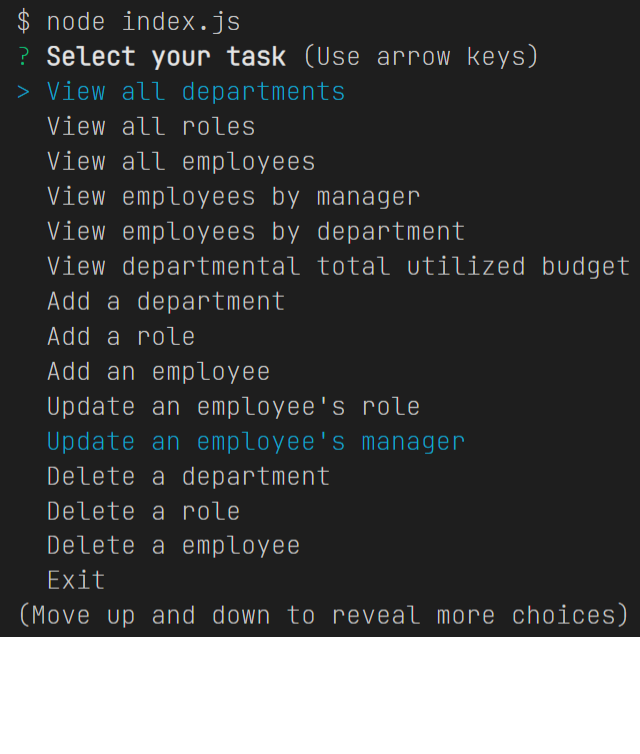 $ node index.js
? Select your task (Use arrow keys)
> View all departments
View all roles
View all employees
View employees by manager
View employees by department
View departmental total utilized budget
Add a department
Add a role
Add an employee
Update an employee's role
Update an employee's manager
Delete a department
Delete a role
Delete a employee
Exit
(Move up and down to reveal more choices)